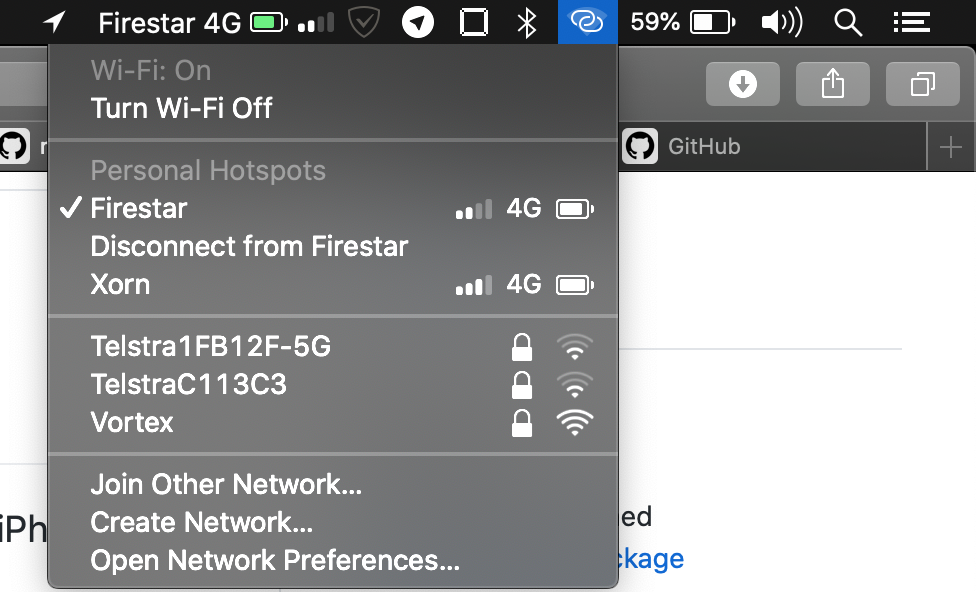 Firestar 4G 59%
Wi-Fi: On
Turn Wi-Fi Off
GitHub
Personal Hotspots
Firestar 4G
Disconnect from Firestar
Xorn 4G
Telstra1FB12F-5G
TelstraC113C3
Vortex
Join Other Network...
Create Network...
Open Network Preferences...
iPh
ed
ckage